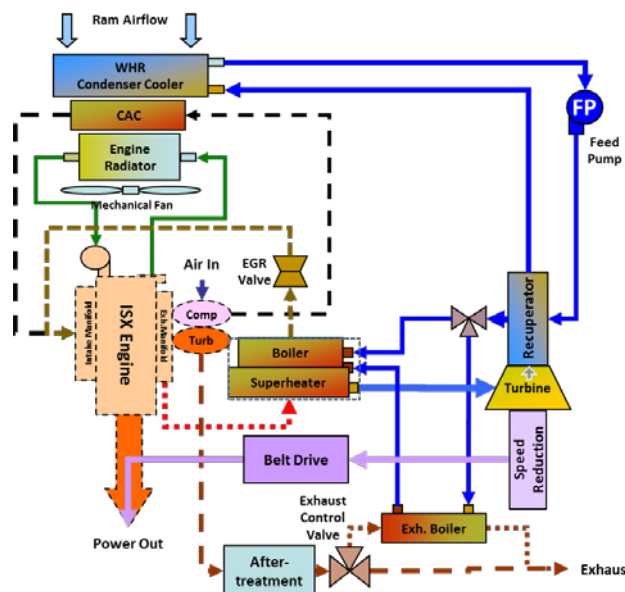 Ram Airflow
WHR
Condenser Cooler
CAC
Engine
Radiator
Mechanical Fan
FP
Feed
Pump
EGR
Valve
Air In
Intake Manifold
ISX Engine
Exh.Manifold
Comp
Turb
Boiler
Superheater
Recuperator
Turbine
Speed
Reduction
Belt Drive
Exhaust
Control
Valve
Exh. Boiler
Power Out
After-
treatment
Exhaus